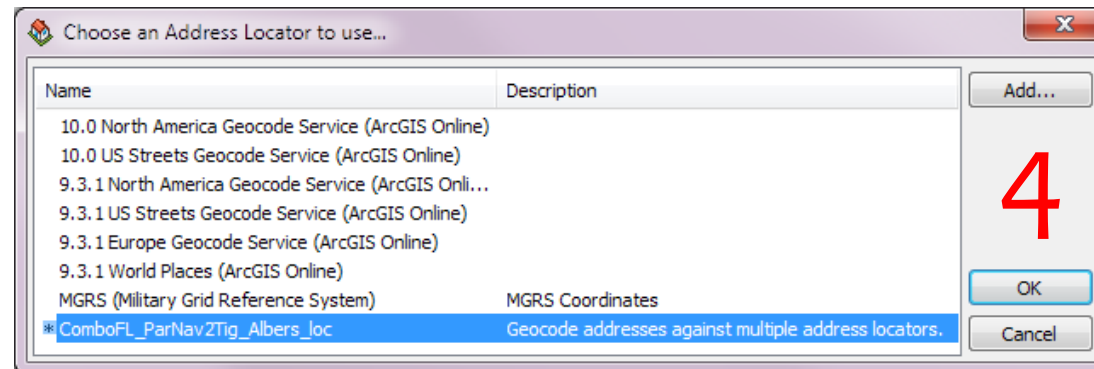 Choose an Address Locator to use...
Name Description Add...
10.0 North America Geocode Service (ArcGIS Online)
10.0 US Streets Geocode Service (ArcGIS Online)
9.3.1 North America Geocode Service (ArcGIS Onli...
9.3.1 US Streets Geocode Service (ArcGIS Online)
9.3.1 Europe Geocode Service (ArcGIS Online)
9.3.1 World Places (ArcGIS Online)
MGRS (Military Grid Reference System) MGRS Coordinates
* ComboFL_ParNav2Tig_Albers_loc Geocode addresses against multiple address locators.
4
OK
Cancel